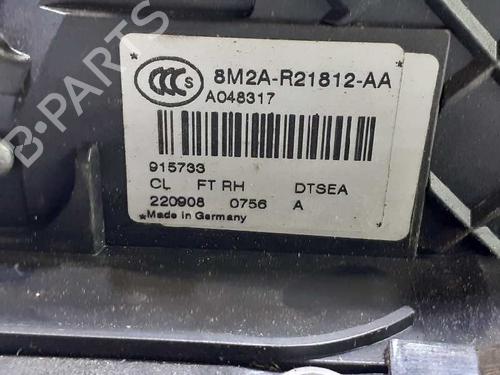 B-PARTS
CCC S 8M2A-R21812-AA
A048317
915733
CL FT RH DTSEA
220908 0756 A
*Made in Germany *